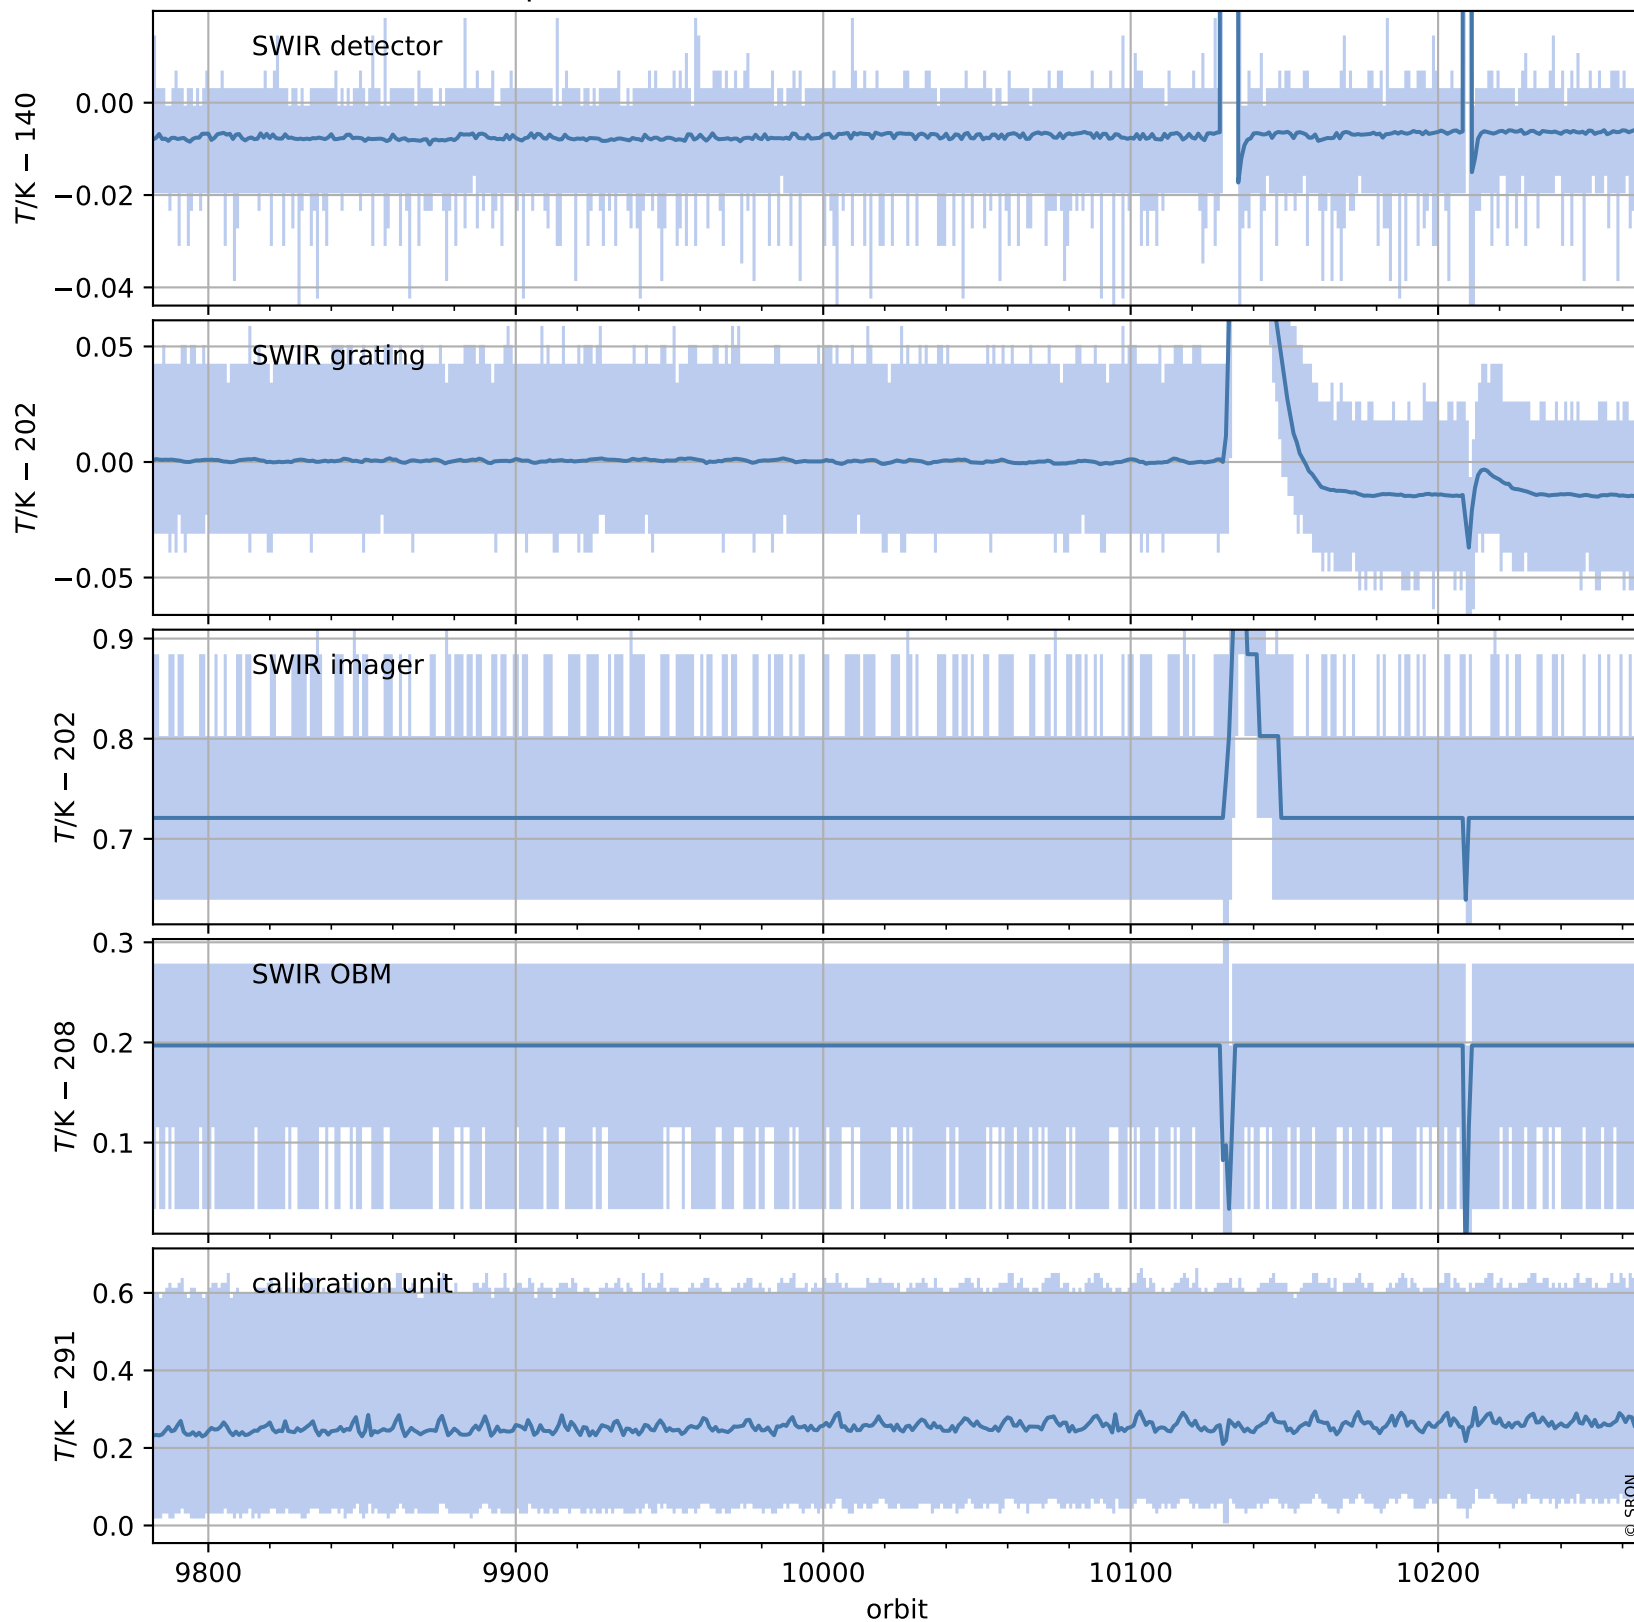 SWIR detector
T/K − 140
0.00
−0.02
−0.04
SWIR grating
T/K − 202
0.05
0.00
−0.05
SWIR imager
T/K − 202
0.9
0.8
0.7
SWIR OBM
T/K − 208
0.3
0.2
0.1
calibration unit
T/K − 291
0.6
0.4
0.2
0.0
© SRON
9800 9900 10000 10100 10200
orbit